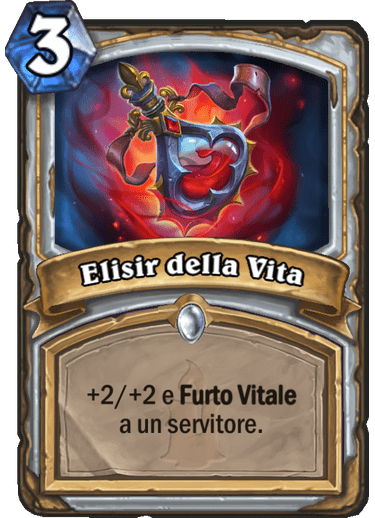 3
Elisir della Vita
+2/+2 e Furto Vitale
a un servitore.